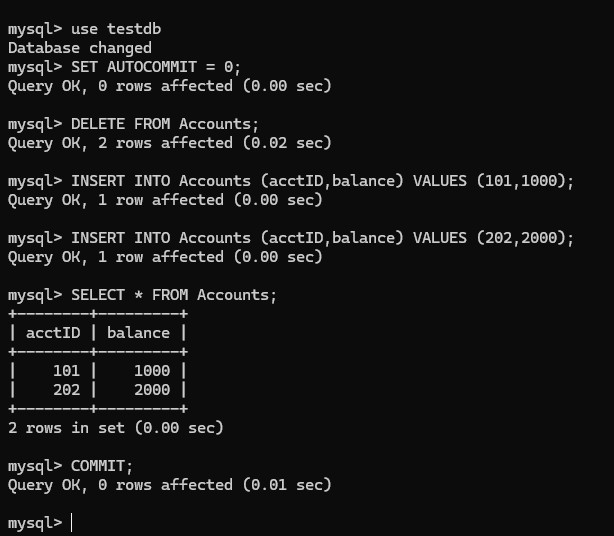 mysql> use testdb
Database changed
mysql> SET AUTOCOMMIT = 0;
Query OK, 0 rows affected (0.00 sec)

mysql> DELETE FROM Accounts;
Query OK, 2 rows affected (0.02 sec)

mysql> INSERT INTO Accounts (acctID,balance) VALUES (101,1000);
Query OK, 1 row affected (0.00 sec)

mysql> INSERT INTO Accounts (acctID,balance) VALUES (202,2000);
Query OK, 1 row affected (0.00 sec)

mysql> SELECT * FROM Accounts;
+--------+---------+
| acctID | balance |
+--------+---------+
|    101 |    1000 |
|    202 |    2000 |
+--------+---------+
2 rows in set (0.00 sec)

mysql> COMMIT;
Query OK, 0 rows affected (0.01 sec)

mysql>